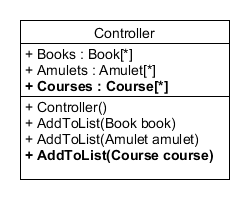 Controller
+ Books : Book[*]
+ Amulets : Amulet[*]
+ Courses : Course[*]
+ Controller()
+ AddToList(Book book)
+ AddToList(Amulet amulet)
+ AddToList(Course course)